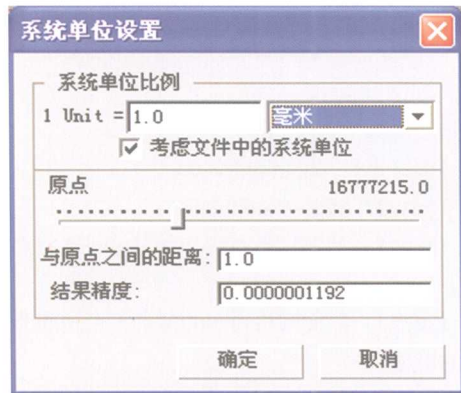 系统单位设置
系统单位比例
1 Unit = 1.0 毫米
考虑文件中的系统单位
原点 16777215.0
与原点之间的距离: 1.0
结果精度: 0.0000001192
确定 取消